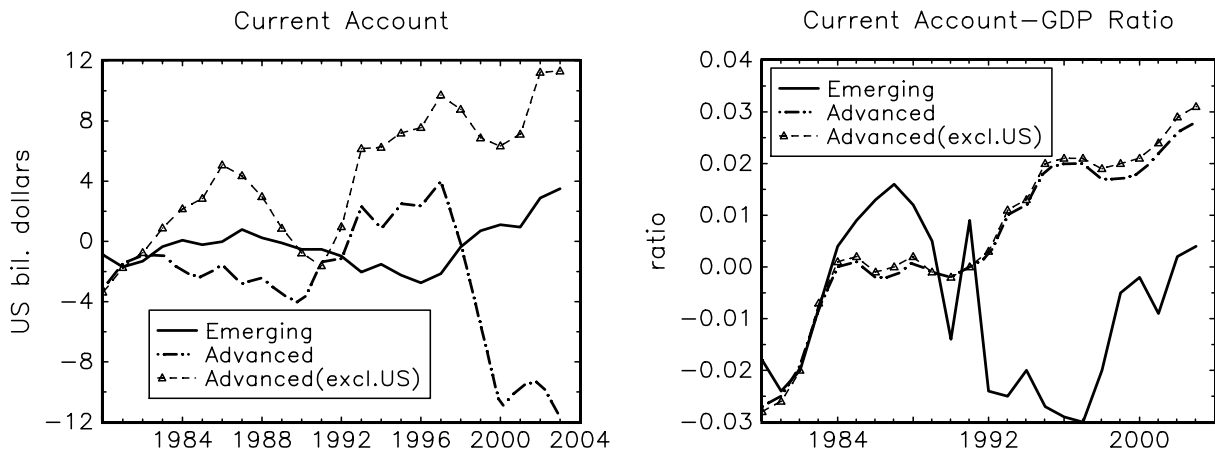 Current Account
US bil. dollars
12
8
4
0
−4
−8
−12
Emerging
Advanced
Advanced(excl.US)
1984 1988 1992 1996 2000 2004
Current Account−GDP Ratio
ratio
0.04
0.03
0.02
0.01
0.00
−0.01
−0.02
−0.03
Emerging
Advanced
Advanced(excl.US)
1984 1992 2000